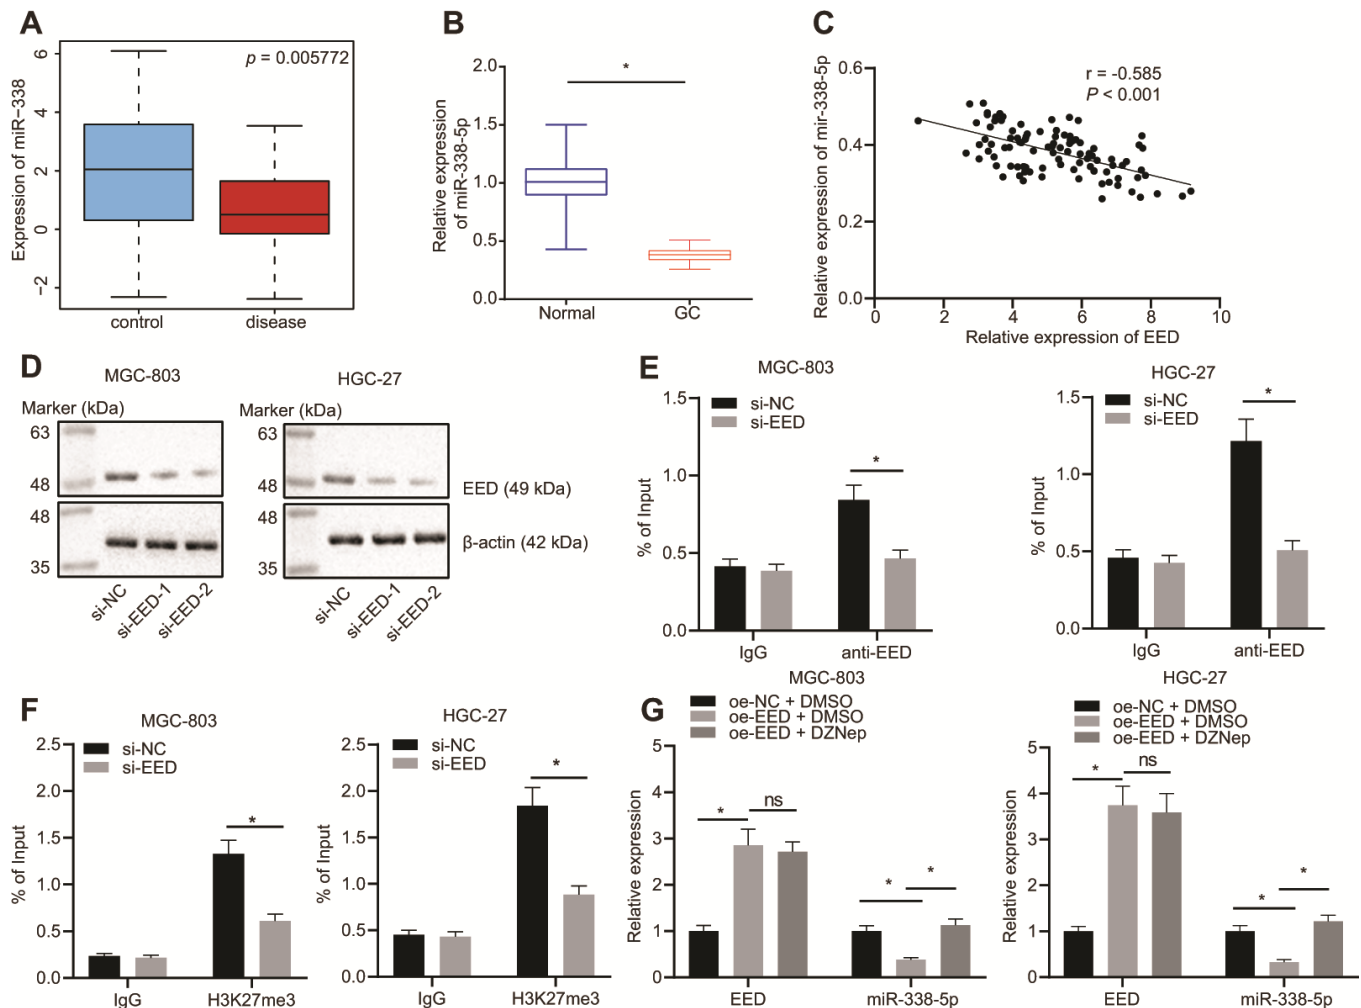 A
p = 0.005772
Expression of miR−338
6
4
2
0
−2
control
disease
B
*
Relative expression
of miR-338-5p
2.0
1.5
1.0
0.5
0.0
Normal
GC
C
r = -0.585
P < 0.001
Relative expression of mir-338-5p
0.6
0.4
0.2
0.0
0
2
4
6
8
10
Relative expression of EED
D
MGC-803
Marker (kDa)
63
48
48
35
si-NC
si-EED-1
si-EED-2
HGC-27
Marker (kDa)
63
48
48
35
EED (49 kDa)
β-actin (42 kDa)
si-NC
si-EED-1
si-EED-2
E
MGC-803
si-NC
si-EED
*
% of Input
1.5
1.0
0.5
0.0
IgG
anti-EED
HGC-27
si-NC
si-EED
*
% of Input
1.5
1.0
0.5
0.0
IgG
anti-EED
F
MGC-803
si-NC
si-EED
*
% of Input
2.5
2.0
1.5
1.0
0.5
0.0
IgG
H3K27me3
HGC-27
si-NC
si-EED
*
% of Input
2.5
2.0
1.5
1.0
0.5
0.0
IgG
H3K27me3
G
MGC-803
oe-NC + DMSO
oe-EED + DMSO
oe-EED + DZNep
* ns
* *
Relative expression
5
4
3
2
1
0
EED
miR-338-5p
HGC-27
oe-NC + DMSO
oe-EED + DMSO
oe-EED + DZNep
* ns
* *
Relative expression
5
4
3
2
1
0
EED
miR-338-5p